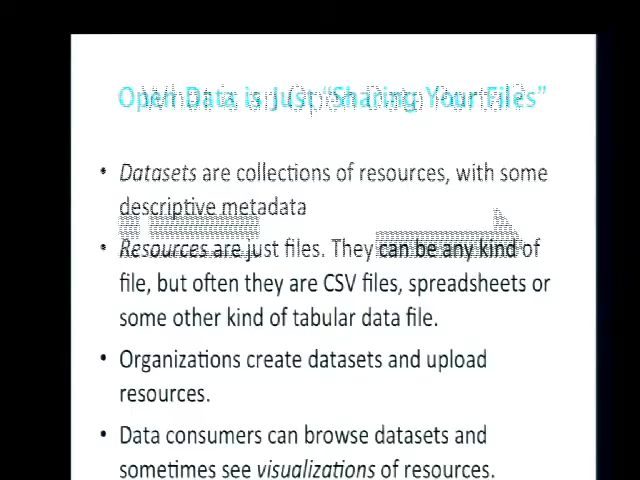 Open Data is Just “Sharing Your Files”
• Datasets are collections of resources, with some
descriptive metadata
• Resources are just files. They can be any kind of
file, but often they are CSV files, spreadsheets or
some other kind of tabular data file.
• Organizations create datasets and upload
resources.
• Data consumers can browse datasets and
sometimes see visualizations of resources.